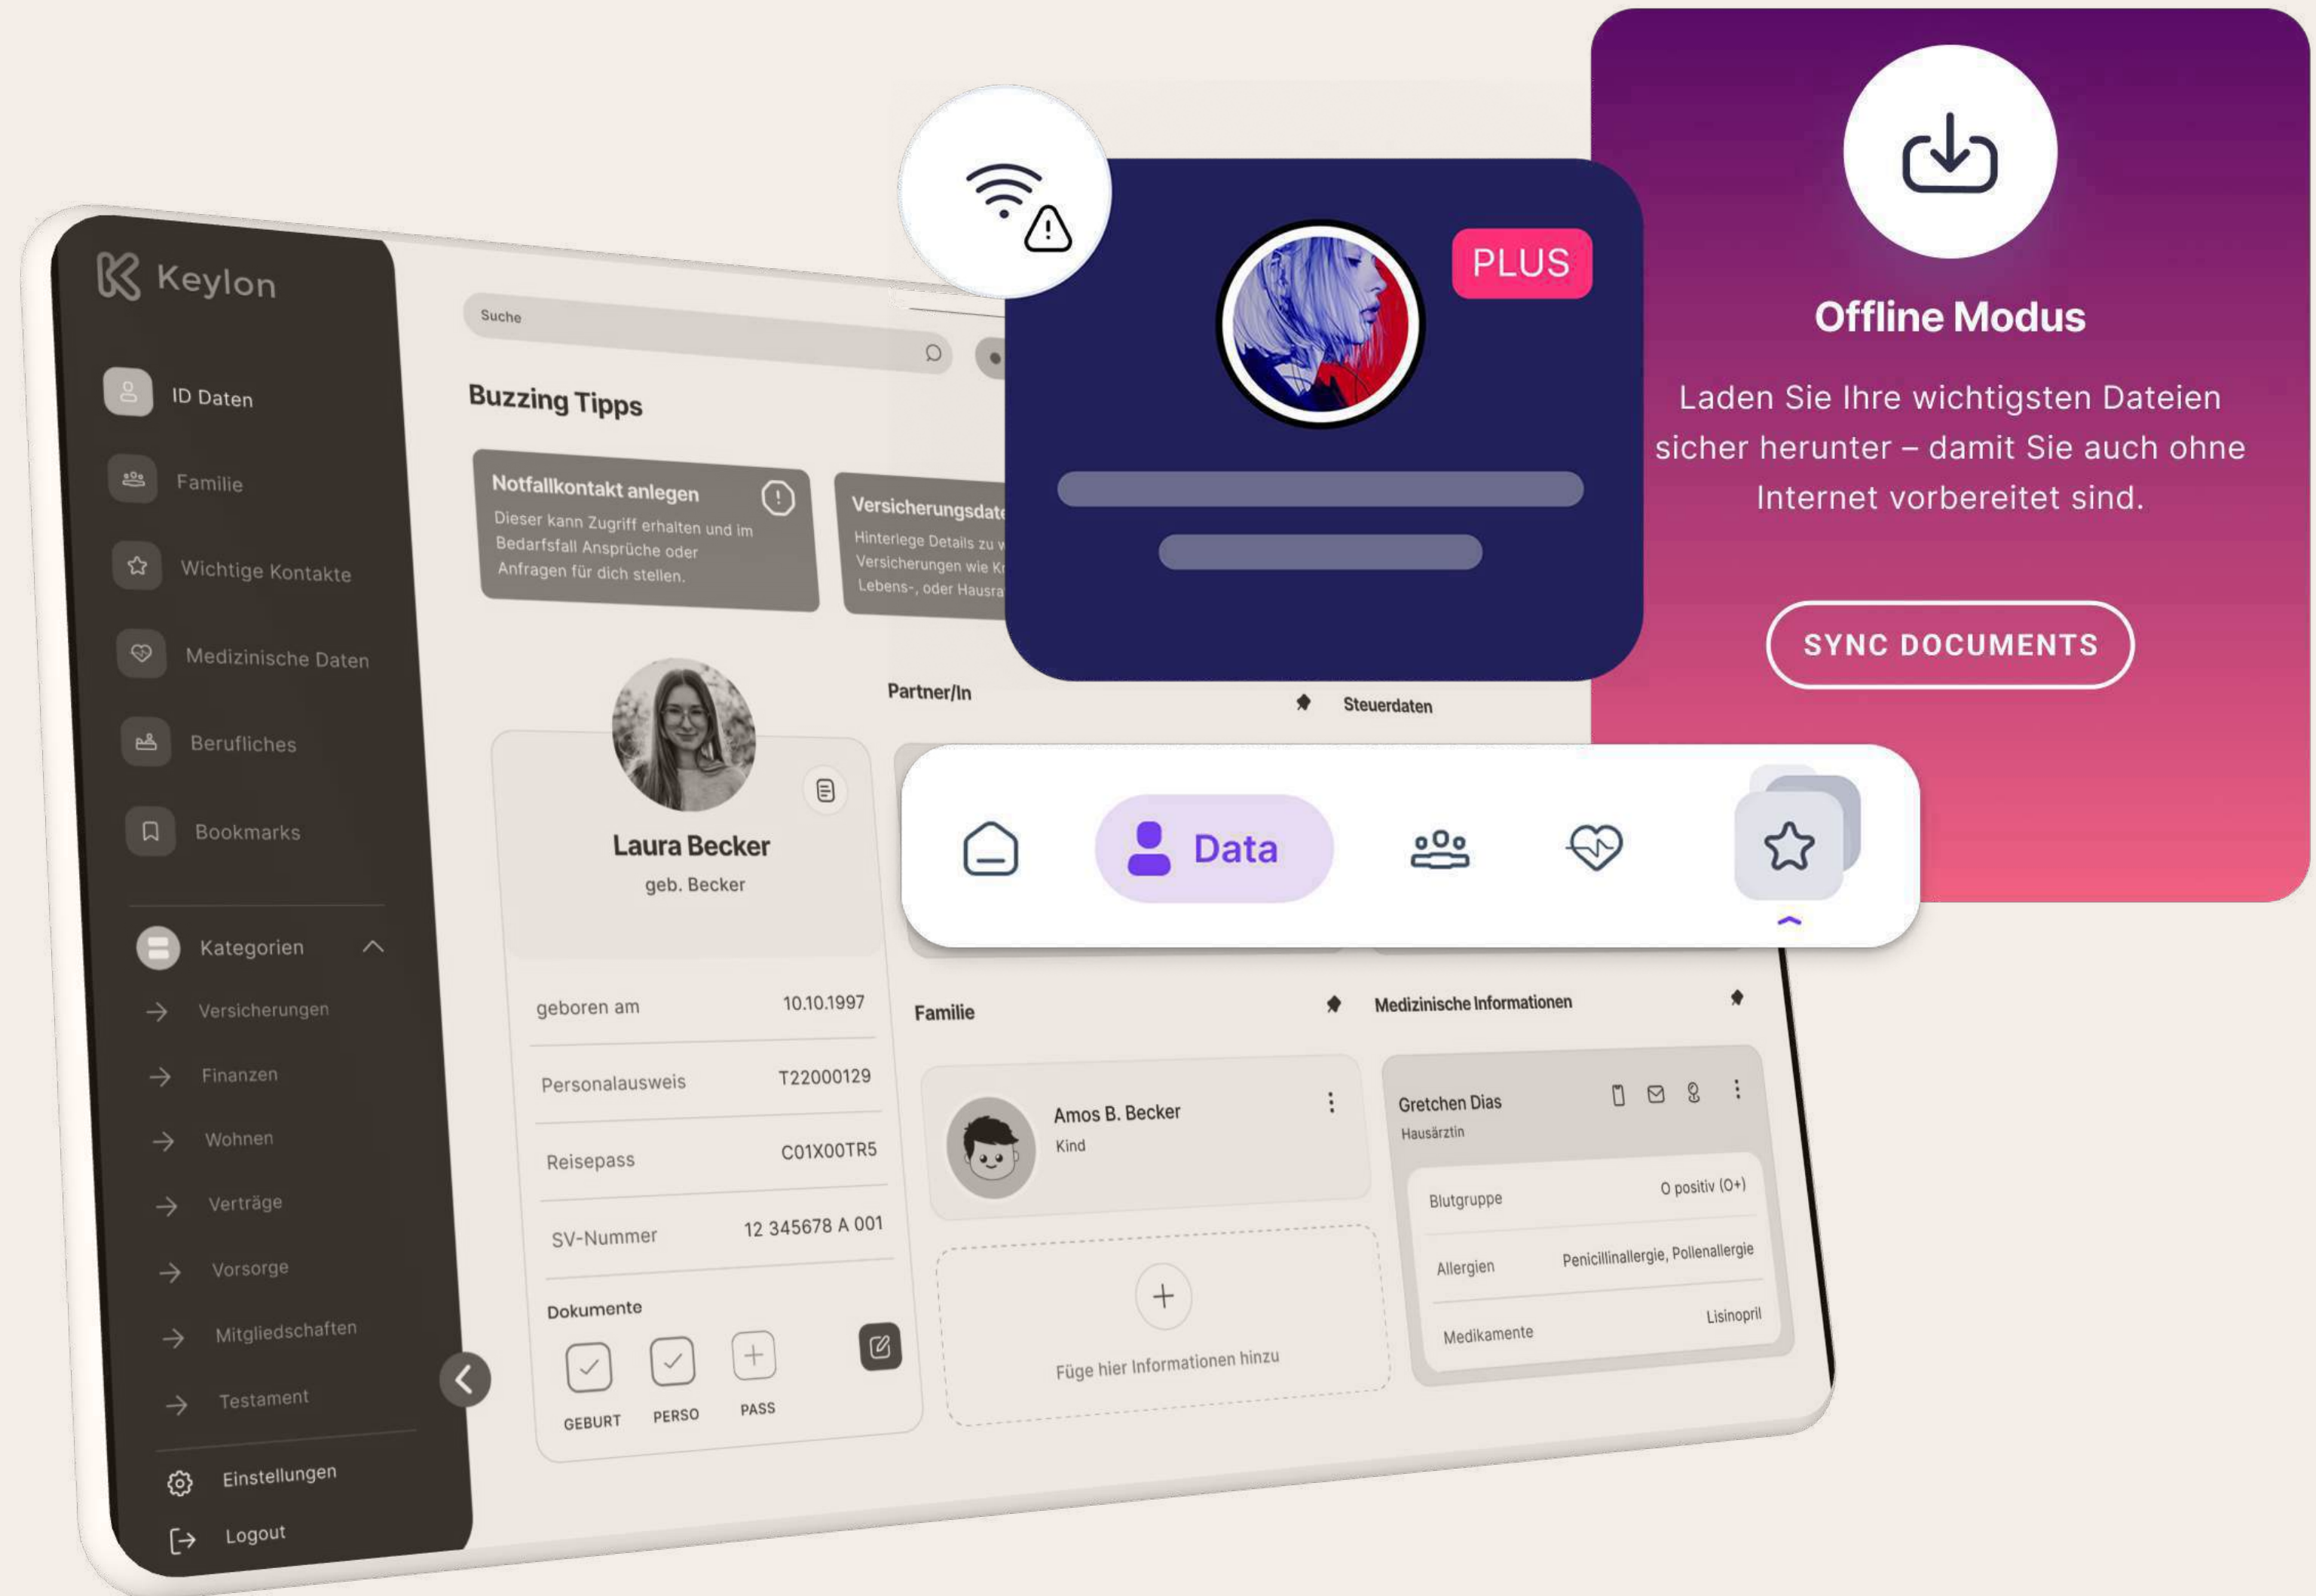 Keylon
ID Daten
Familie
Wichtige Kontakte
Medizinische Daten
Berufliches
Bookmarks
Kategorien
Versicherungen
Finanzen
Wohnen
Verträge
Vorsorge
Mitgliedschaften
Testament
Einstellungen
Logout
Suche
Buzzing Tipps
Notfallkontakt anlegen
Dieser kann Zugriff erhalten und im
Bedarfsfall Ansprüche oder
Anfragen für dich stellen.
Hinterlege Details zu
Versicherungen wie
Lebens-, oder
Laura Becker
geb. Becker
geboren am 10.10.1997
Personalausweis T22000129
Reisepass C01X00TR5
SV-Nummer 12 345678 A 001
Dokumente
GEBURT PERSO PASS
Partner/In
Steuerdaten
Familie
Amos B. Becker
Kind
Füge hier Informationen hinzu
Medizinische Informationen
Gretchen Dias
Hausärztin
Blutgruppe O positiv (O+)
Allergien Penicillinallergie, Pollenallergie
Medikamente Lisinopril
PLUS
Data
Offline Modus
Laden Sie Ihre wichtigsten Dateien
sicher herunter – damit Sie auch ohne
Internet vorbereitet sind.
SYNC DOCUMENTS